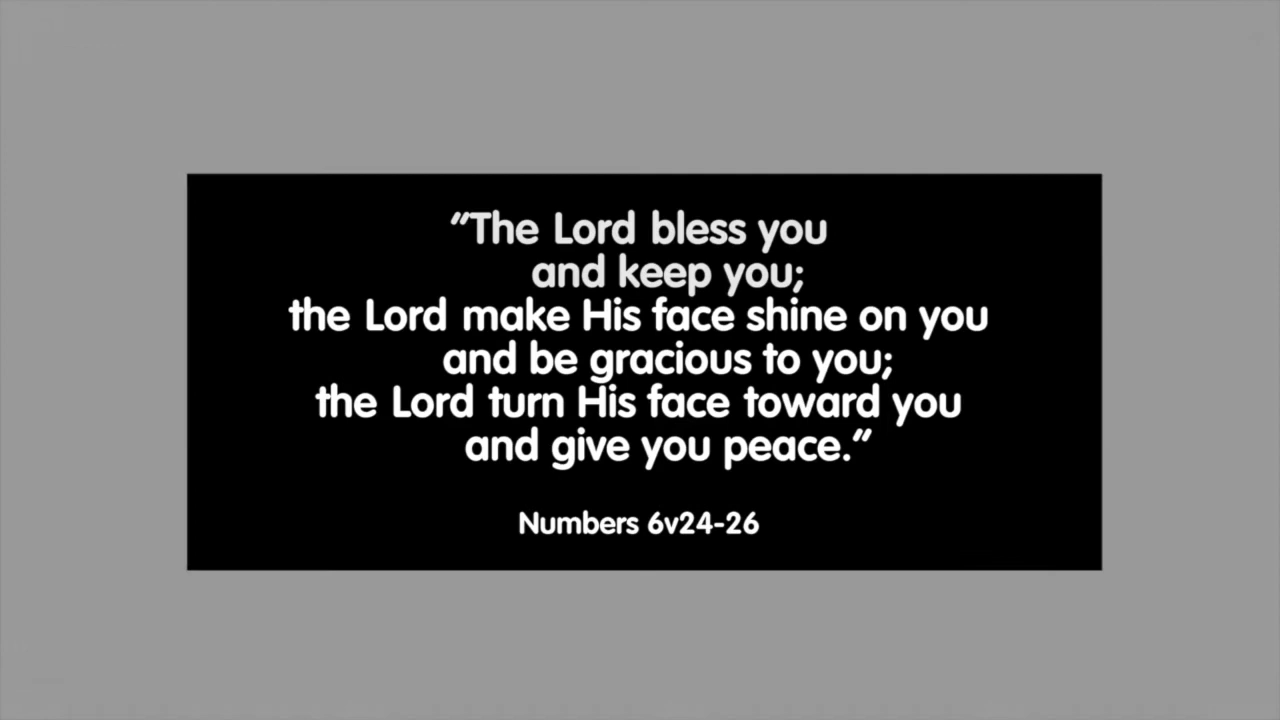 “The Lord bless you
and keep you;
the Lord make His face shine on you
and be gracious to you;
the Lord turn His face toward you
and give you peace.”
Numbers 6v24-26